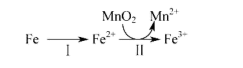 MnO₂ Mn²⁺
Fe → Fe²⁺ → Fe³⁺
I II